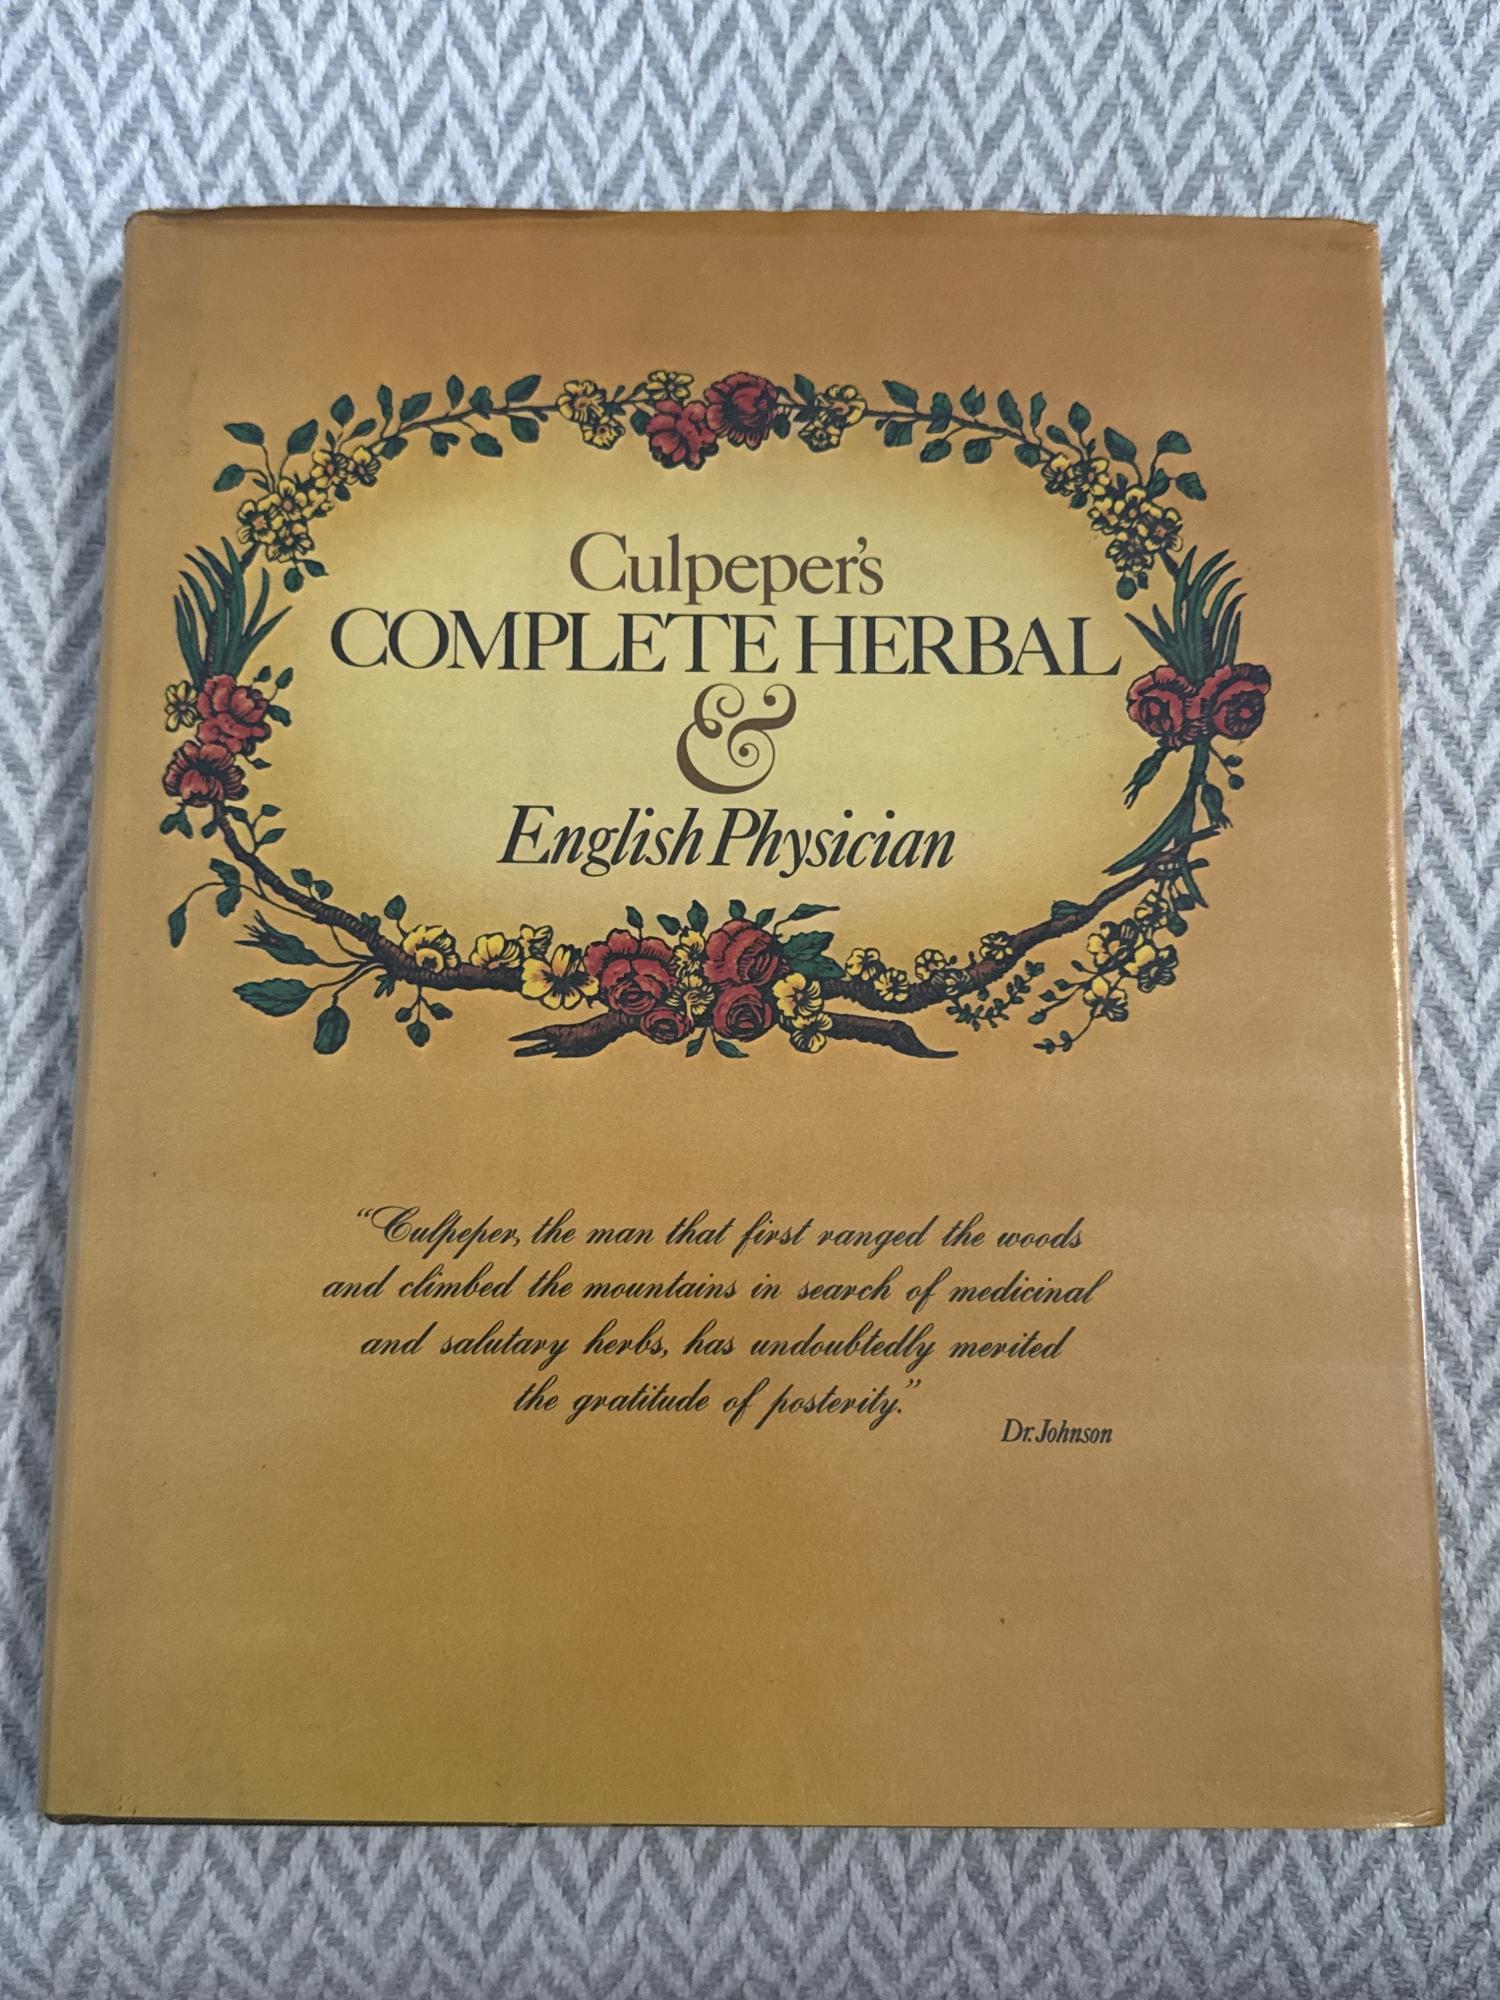 Culpeper's
COMPLETE HERBAL
&
English Physician
“Culpeper, the man that first ranged the woods
and climbed the mountains in search of medicinal
and salutary herbs, has undoubtedly merited
the gratitude of posterity.”
Dr. Johnson